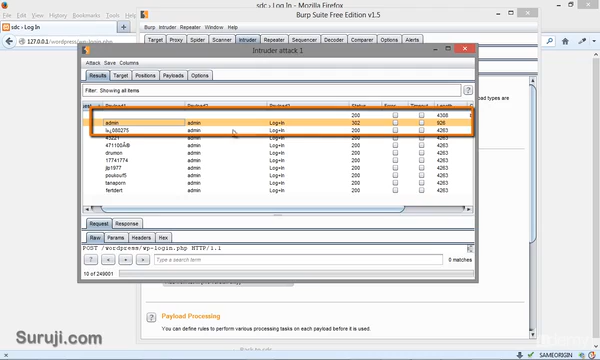 sdc › Log In - Mozilla Firefox
File Edit View History Bookmarks Tools Help
sdc › Log In
127.0.0.1/wordpress/wp-login.php
Burp Suite Free Edition v1.5
Burp Intruder Repeater Window Help
Target Proxy Spider Scanner Intruder Repeater Sequencer Decoder Comparer Options Alerts
Intruder attack 1
Attack Save Columns
Results Target Positions Payloads Options
Filter: Showing all items
?
Payload1 Payload2 Payload3 Status Error Timeout Length
200 4308
admin admin Log+In 302 926
admin Log+In 200 4263
43221 admin Log+In 200 4263
admin Log+In 200 4263
drumon admin Log+In 200 4263
17741774 admin Log+In 200 4263
jip1977 admin Log+In 200 4263
poukouf5 admin Log+In 200 4263
tanaporn admin Log+In 200 4263
fertdert admin Log+In 200 4263
types are
Request Response
Raw Params Headers Hex
POST /wordpress/wp-login.php HTTP/1.1
? < + > Type a search term 0 matches
10 of 249001
? Payload Processing
You can define rules to perform various processing tasks on each payload before it is used.
Suruji.com
SAMEORIGIN